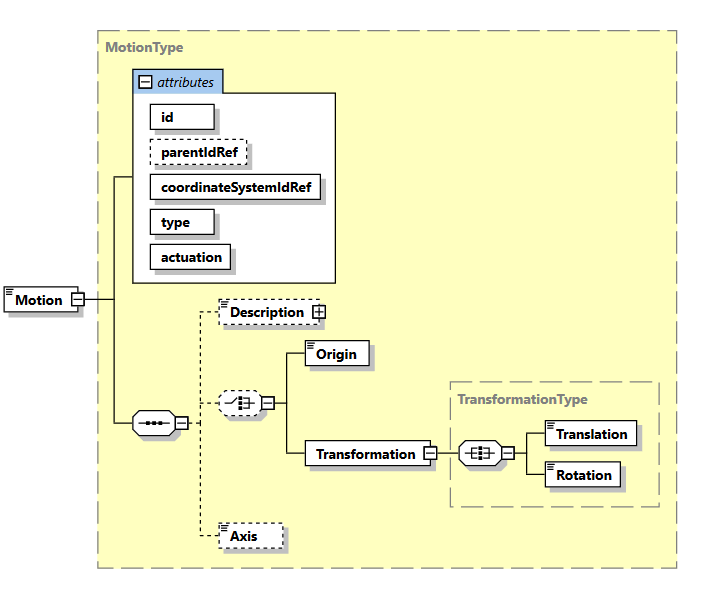 MotionType
attributes
id
parentIdRef
coordinateSystemIdRef
type
actuation
Motion
Description
Origin
TransformationType
Translation
Transformation
Rotation
Axis